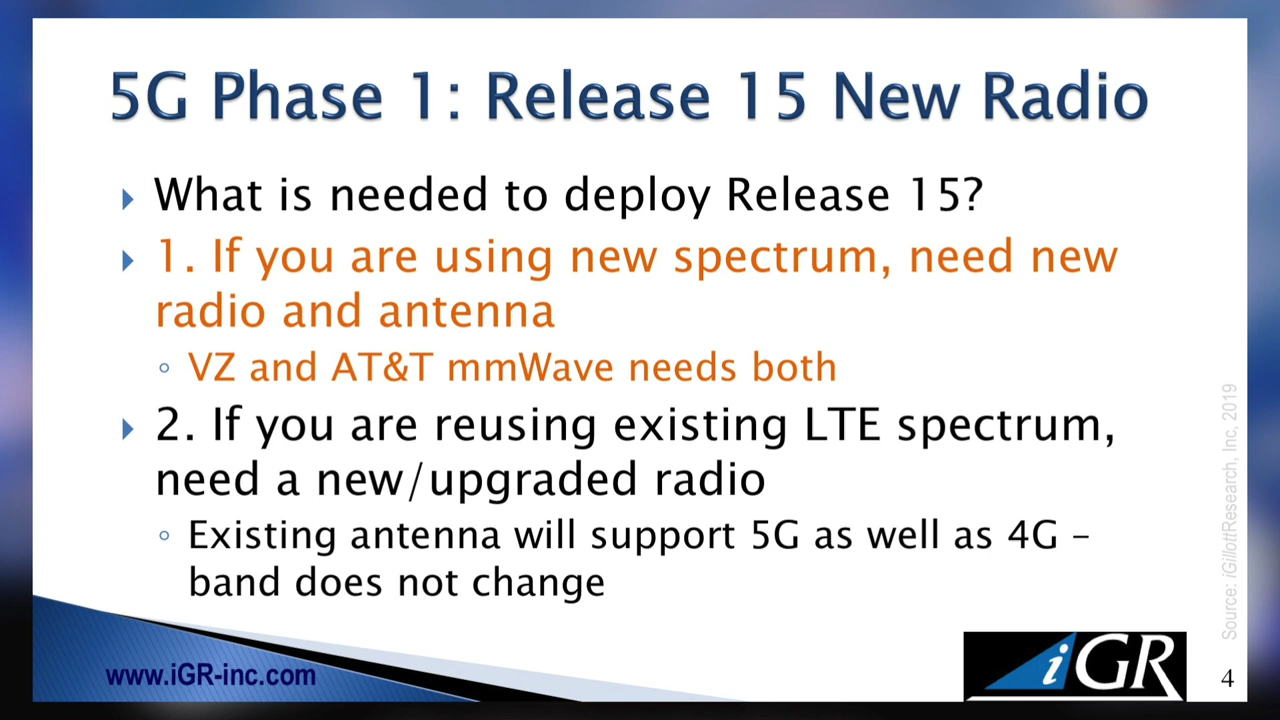 5G Phase 1: Release 15 New Radio
What is needed to deploy Release 15?
1. If you are using new spectrum, need new
radio and antenna
VZ and AT&T mmWave needs both
2. If you are reusing existing LTE spectrum,
need a new/upgraded radio
Existing antenna will support 5G as well as 4G –
band does not change
Source: iGillottResearch, Inc, 2019
www.iGR-inc.com
iGR
4